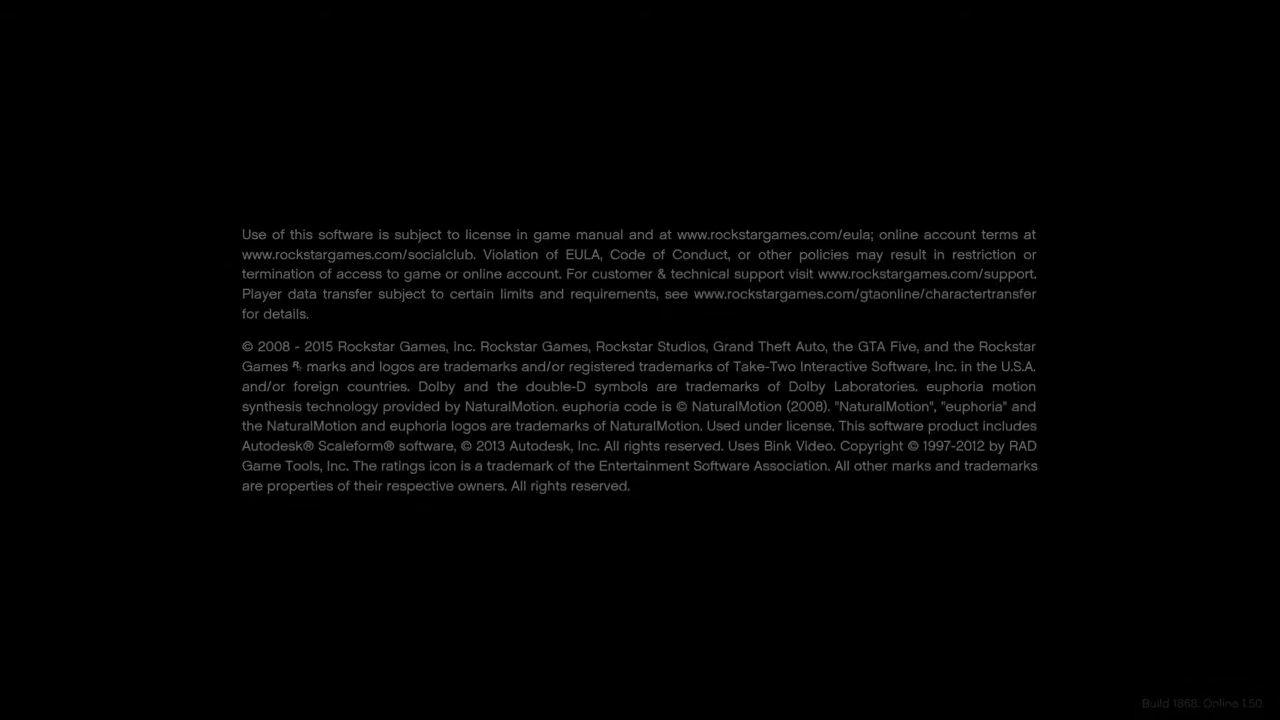 Use of this software is subject to license in game manual and at www.rockstargames.com/eula; online account terms at
www.rockstargames.com/socialclub. Violation of EULA, Code of Conduct, or other policies may result in restriction or
termination of access to game or online account. For customer & technical support visit www.rockstargames.com/support.
Player data transfer subject to certain limits and requirements, see www.rockstargames.com/gtaonline/charactertransfer
for details.
© 2008 - 2015 Rockstar Games, Inc. Rockstar Games, Rockstar Studios, Grand Theft Auto, the GTA Five, and the Rockstar
Games R* marks and logos are trademarks and/or registered trademarks of Take-Two Interactive Software, Inc. in the U.S.A.
and/or foreign countries. Dolby and the double-D symbols are trademarks of Dolby Laboratories. euphoria motion
synthesis technology provided by NaturalMotion. euphoria code is © NaturalMotion (2008). "NaturalMotion", "euphoria" and
the NaturalMotion and euphoria logos are trademarks of NaturalMotion. Used under license. This software product includes
Autodesk® Scaleform® software, © 2013 Autodesk, Inc. All rights reserved. Uses Bink Video. Copyright © 1997-2012 by RAD
Game Tools, Inc. The ratings icon is a trademark of the Entertainment Software Association. All other marks and trademarks
are properties of their respective owners. All rights reserved.
Build 1868. Online 1.50.